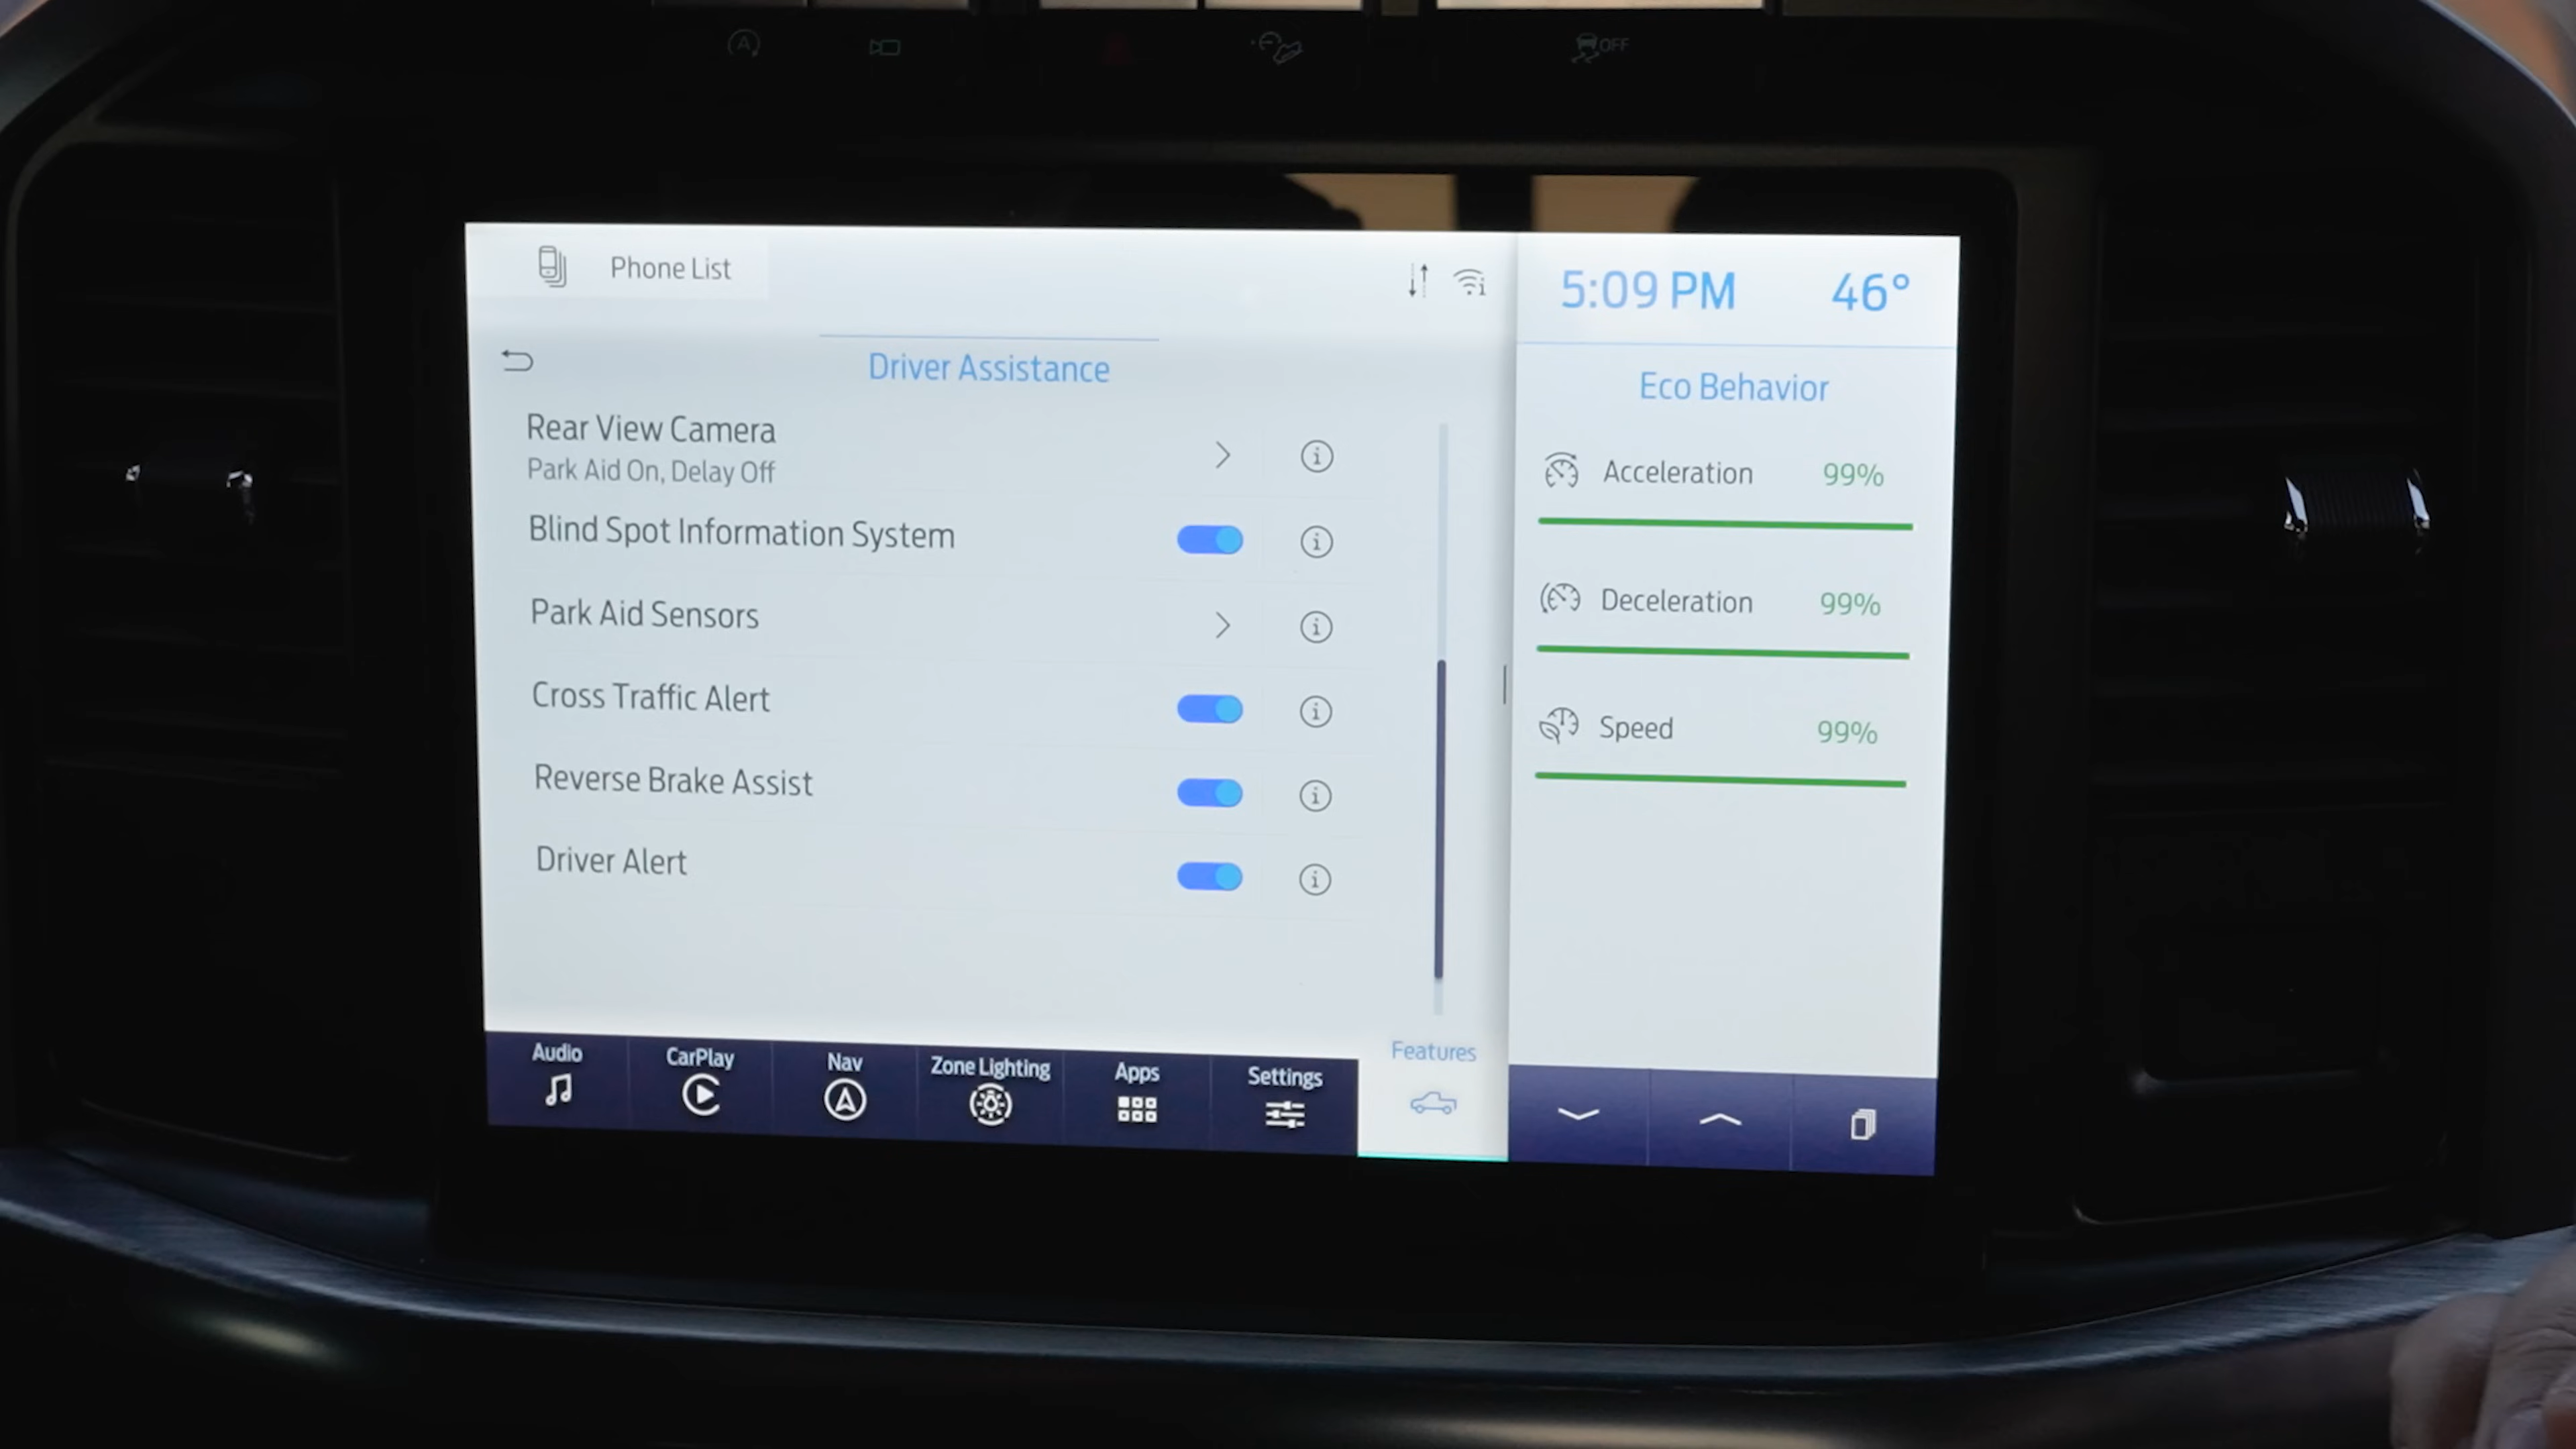 OFF
Phone List
5:09 PM 46°
Driver Assistance
Rear View Camera
Park Aid On, Delay Off
Blind Spot Information System
Park Aid Sensors
Cross Traffic Alert
Reverse Brake Assist
Driver Alert
Eco Behavior
Acceleration 99%
Deceleration 99%
Speed 99%
Audio
CarPlay
Nav
Zone Lighting
Apps
Settings
Features